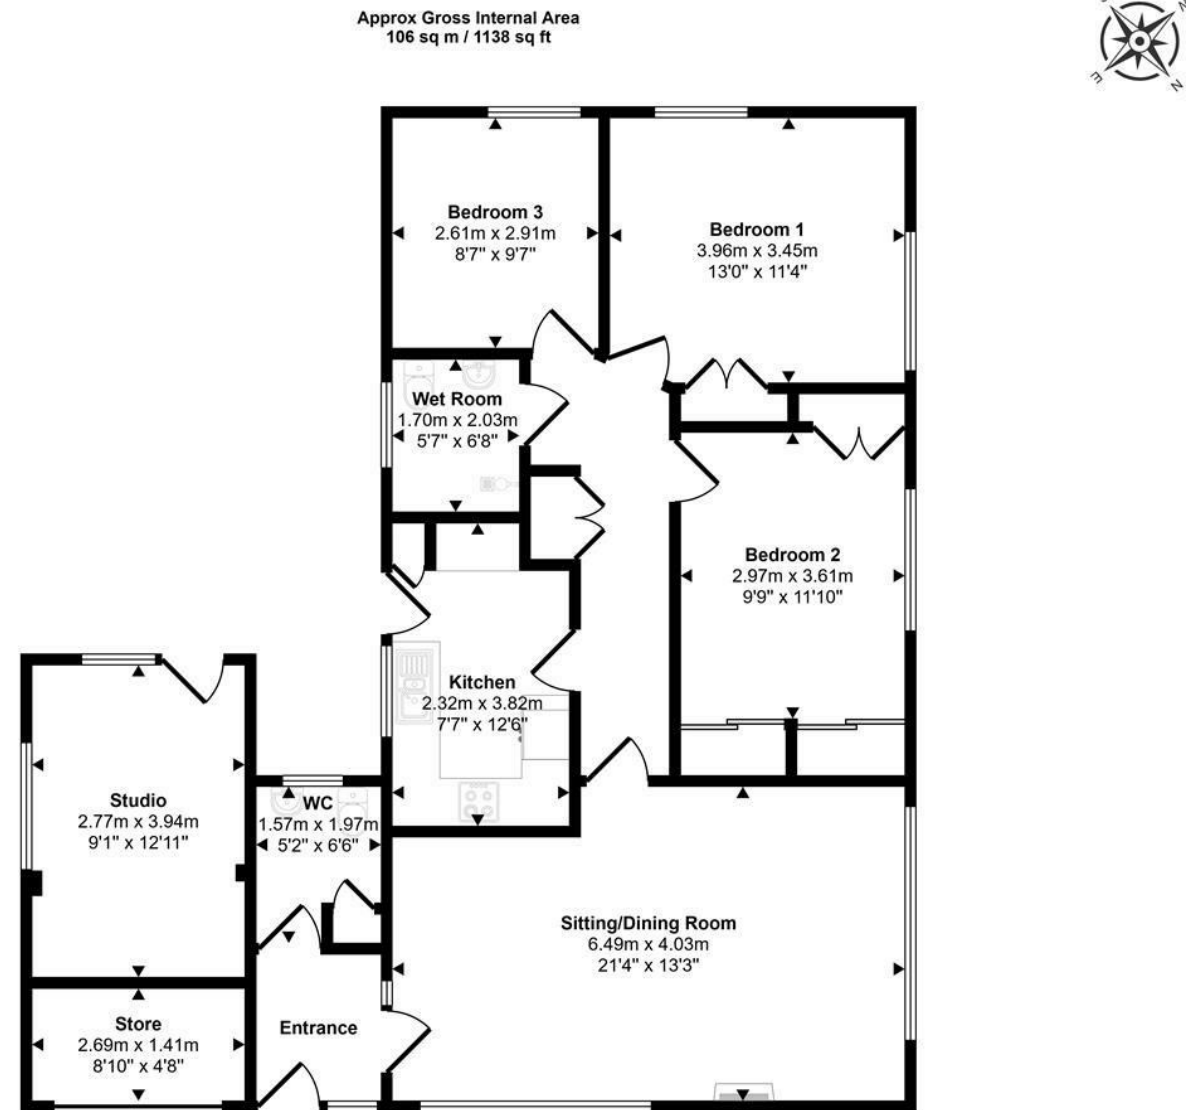 Approx Gross Internal Area
106 sq m / 1138 sq ft
N
E
Bedroom 3
2.61m x 2.91m
8'7" x 9'7"
Bedroom 1
3.96m x 3.45m
13'0" x 11'4"
Wet Room
1.70m x 2.03m
5'7" x 6'8"
Bedroom 2
2.97m x 3.61m
9'9" x 11'10"
Kitchen
2.32m x 3.82m
7'7" x 12'6"
Studio
2.77m x 3.94m
9'1" x 12'11"
WC
1.57m x 1.97m
5'2" x 6'6"
Sitting/Dining Room
6.49m x 4.03m
21'4" x 13'3"
Store
2.69m x 1.41m
8'10" x 4'8"
Entrance